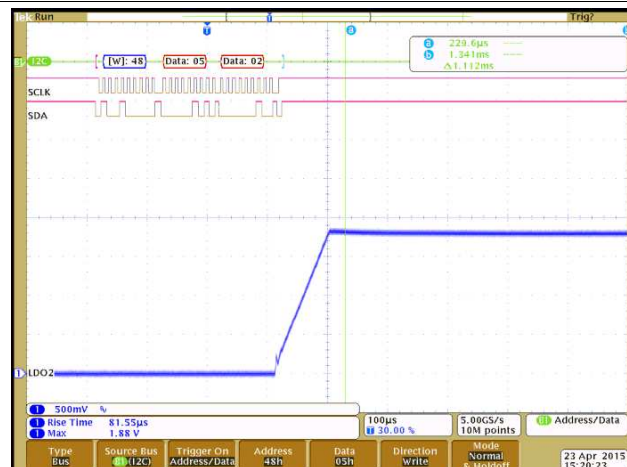 Tek Run Trig?
T
a
b
a 220.6µs
b 1.341ms
Δ1.112ms
B1 I2C [W]: 48 Data: 05 Data: 02
SCLK
SDA
1 LDO2
1 500mV
1 Rise Time 81.55µs
1 Max 1.88 V
100µs
T 30.00 %
5.00GS/s
10M points
B1 Address/Data
Type
Bus
Source Bus
B1 (I2C)
Trigger On
Address/Data
Address
48h
Data
05h
Direction
Write
Mode
Normal
& Holdoff
23 Apr 2015
15:20:23